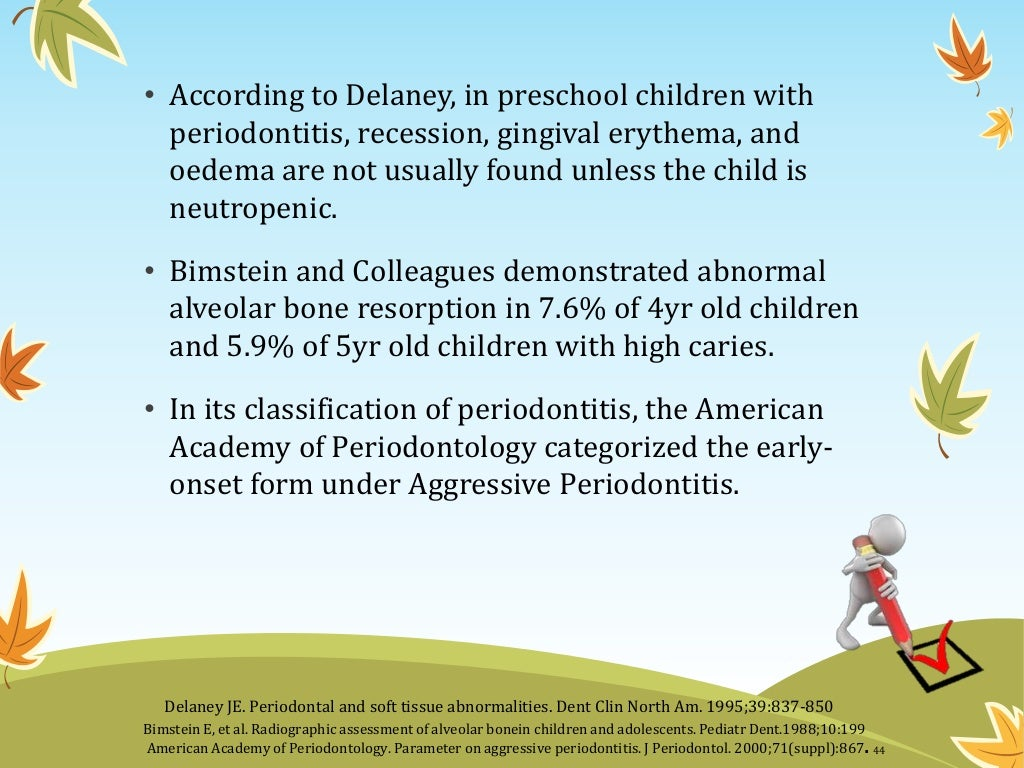 • According to Delaney, in preschool children with
periodontitis, recession, gingival erythema, and
oedema are not usually found unless the child is
neutropenic.
• Bimstein and Colleagues demonstrated abnormal
alveolar bone resorption in 7.6% of 4yr old children
and 5.9% of 5yr old children with high caries.
• In its classification of periodontitis, the American
Academy of Periodontology categorized the early-
onset form under Aggressive Periodontitis.
Delaney JE. Periodontal and soft tissue abnormalities. Dent Clin North Am. 1995;39:837-850
Bimstein E, et al. Radiographic assessment of alveolar bonein children and adolescents. Pediatr Dent.1988;10:199
American Academy of Periodontology. Parameter on aggressive periodontitis. J Periodontol. 2000;71(suppl):867. 44